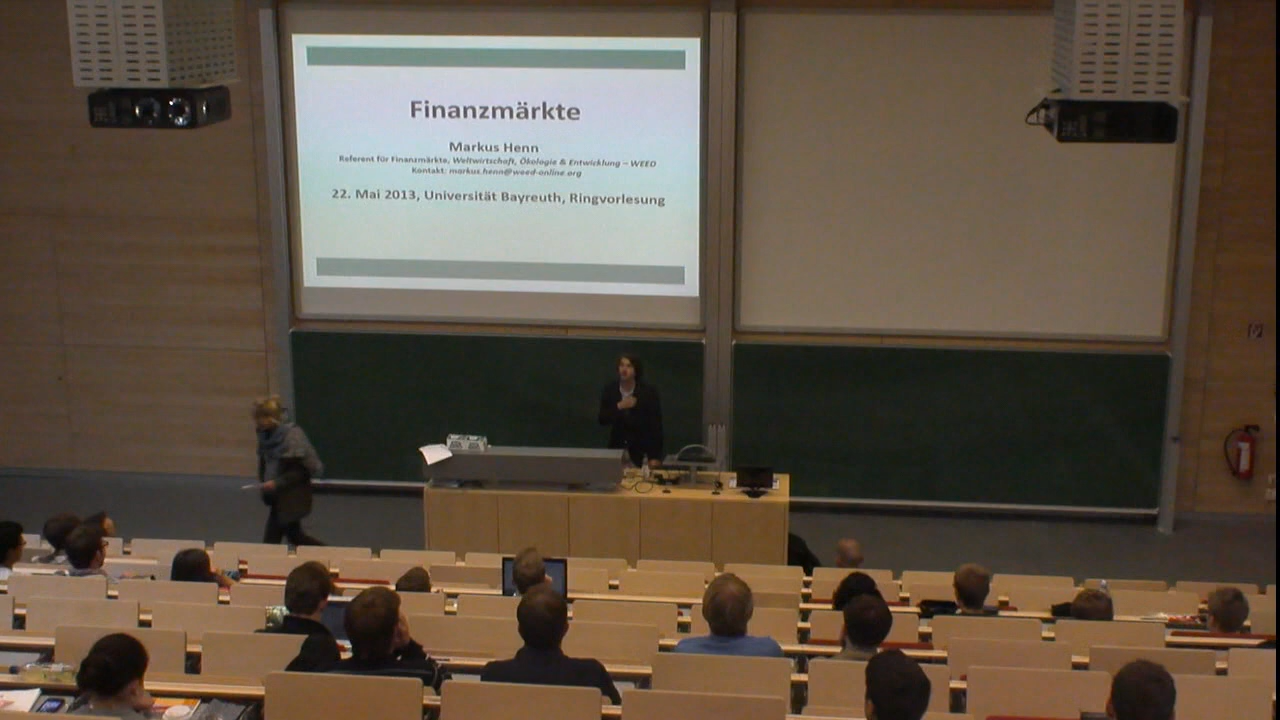 Finanzmärkte
Markus Henn
Referent für Finanzmärkte, Weltwirtschaft, Ökologie & Entwicklung – WEED
Kontakt: markus.henn@weed-online.org
22. Mai 2013, Universität Bayreuth, Ringvorlesung